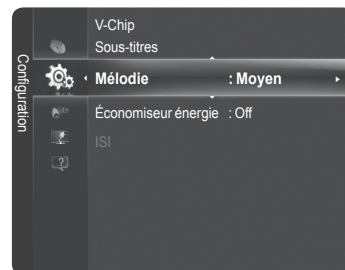 Configuration
V-Chip
Sous-titres
Mélodie : Moyen
Économiseur énergie : Off
ISI